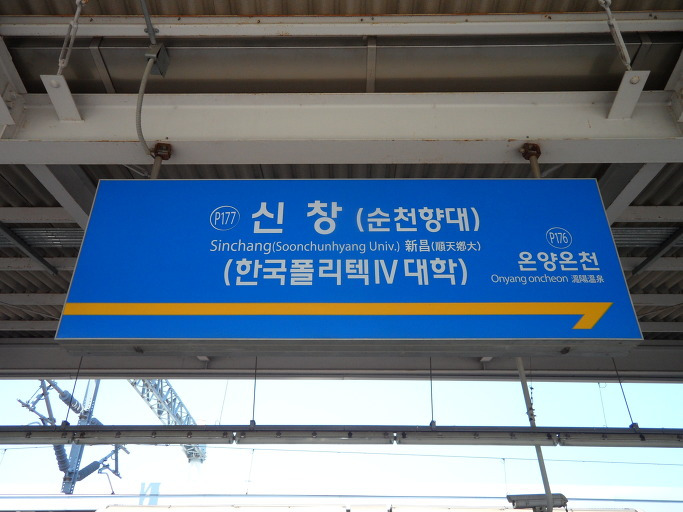 P177 신창 (순천향대)
Sinchang(Soonchunhyang Univ.) 新昌(順天鄕大)
(한국폴리텍Ⅳ대학)
P176
온양온천
Onyang oncheon 溫陽温泉